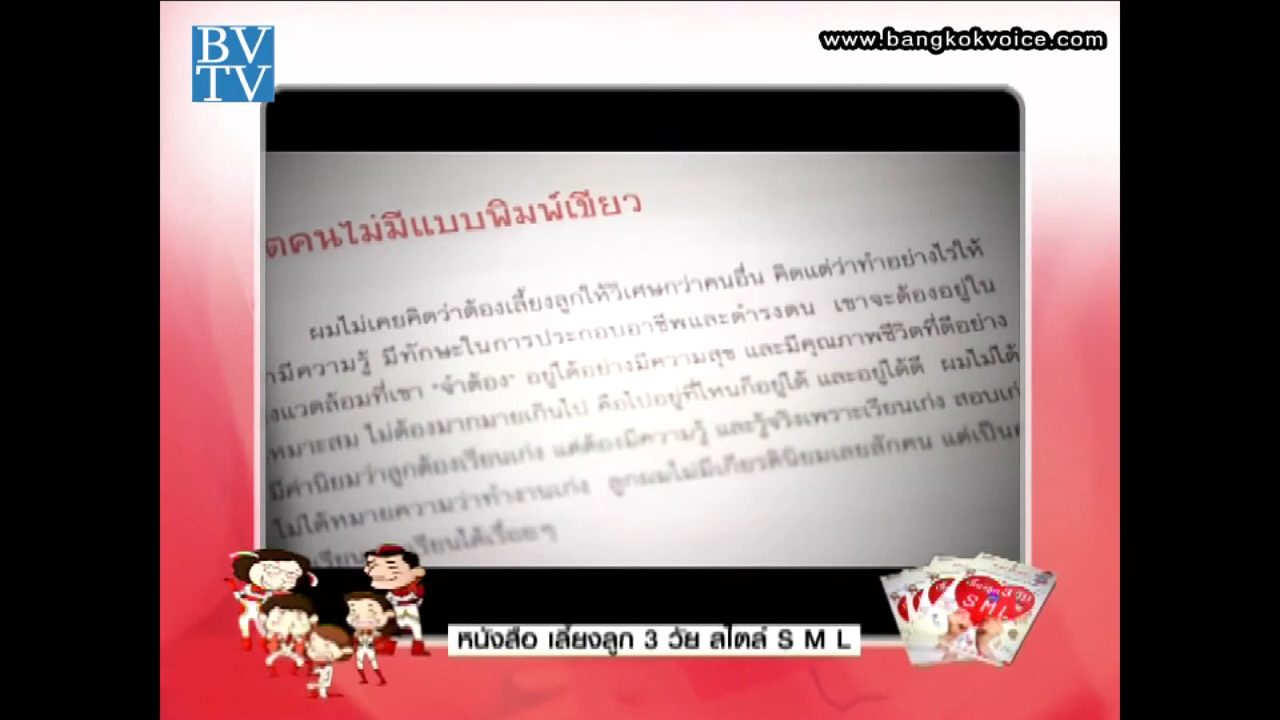 BV
TV
www.bangkokvoice.com
ตคนไม่มีแบบพิมพ์เขียว
ผมไม่เคยคิดว่าต้องเลี้ยงลูกให้วิเศษกว่าคนอื่น คิดแต่ว่าทำอย่างไรให้
ามีความรู้ มีทักษะในการประกอบอาชีพและดำรงตน เขาจะต้องอยู่ใน
งแวดล้อมที่เขา "จำต้อง" อยู่ได้อย่างมีความสุข และมีคุณภาพชีวิตที่ดีอย่าง
หมาะสม ไม่ต้องมากมายเกินไป คือไปอยู่ที่ไหนก็อยู่ได้ และอยู่ได้ดี ผมไม่ได้
มีค่านิยมว่าลูกต้องเรียนเก่ง แต่ต้องมีความรู้ และรู้จริงเพราะเรียนเก่ง สอบเก่
ไม่ได้หมายความว่าทำงานเก่ง ลูกผมไม่มีเกียรตินิยมเลยสักคน แต่เป็น
เรียนได้เรื่อยๆ
หนังสือ เลี้ยงลูก 3 วัย สไตล์ S M L
S M L